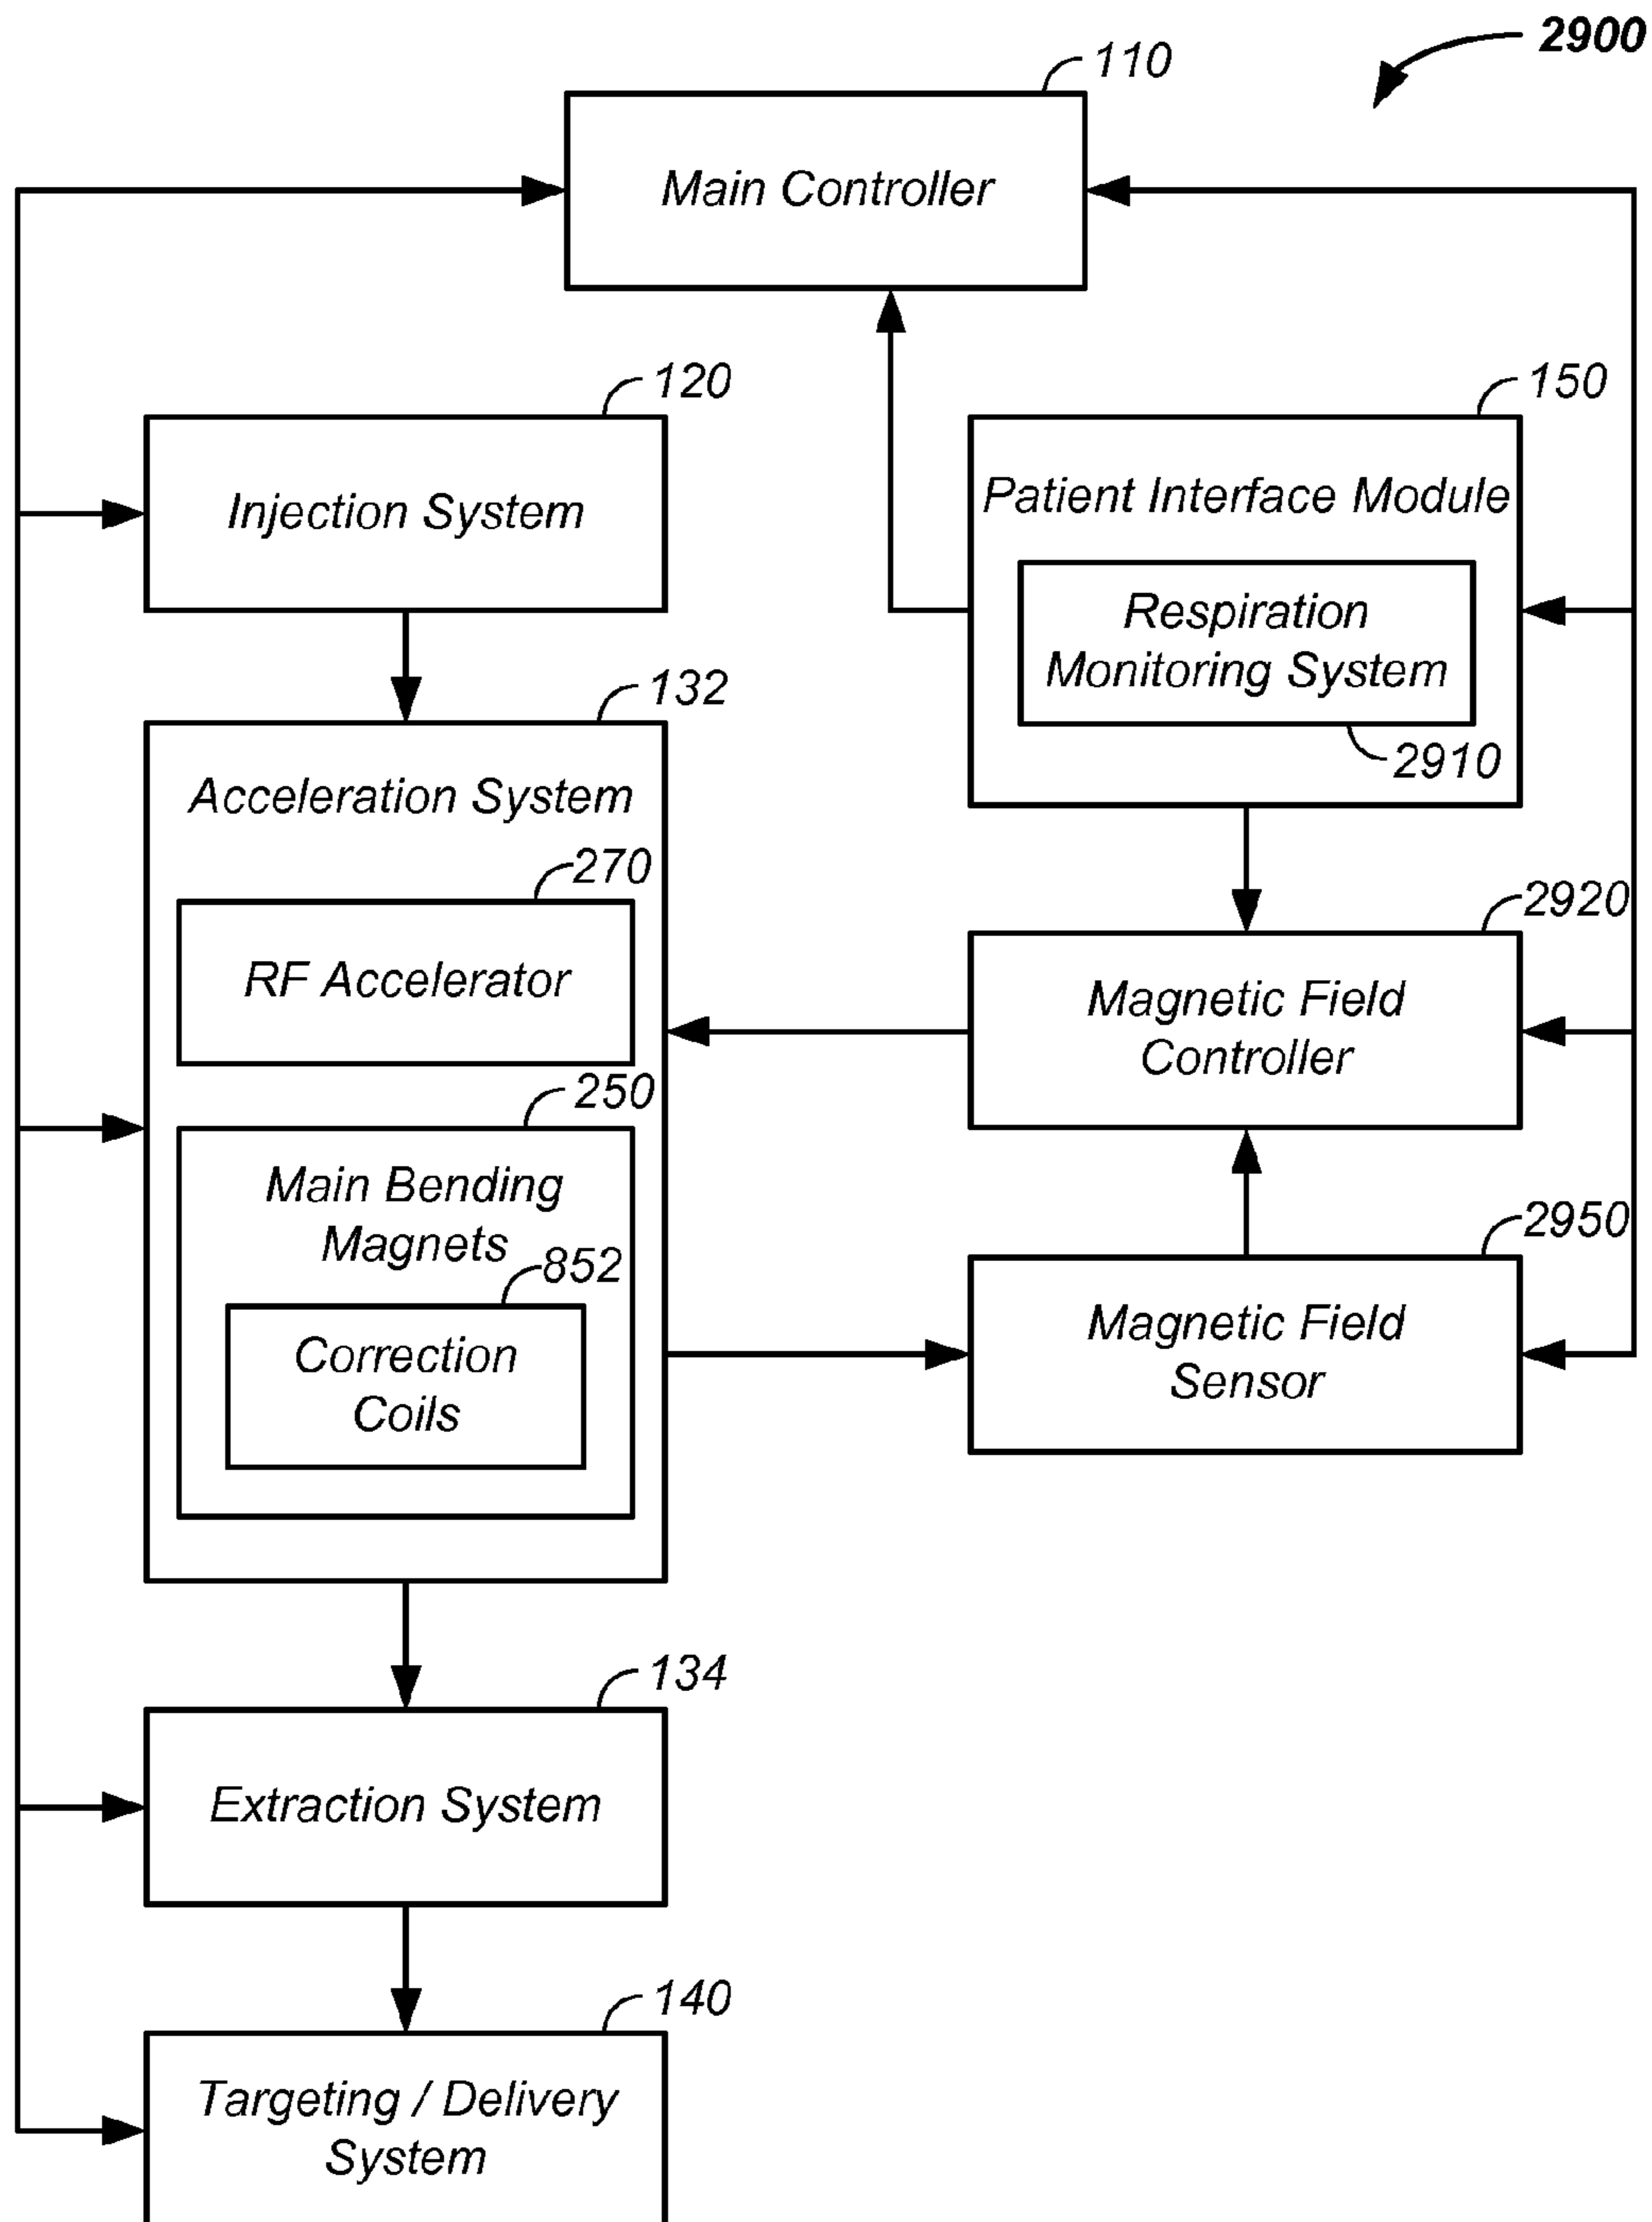 2900
110
Main Controller
120
Injection System
150
Patient Interface Module
Respiration
Monitoring System
2910
132
Acceleration System
270
RF Accelerator
250
Main Bending
Magnets
852
Correction
Coils
2920
Magnetic Field
Controller
2950
Magnetic Field
Sensor
134
Extraction System
140
Targeting / Delivery
System